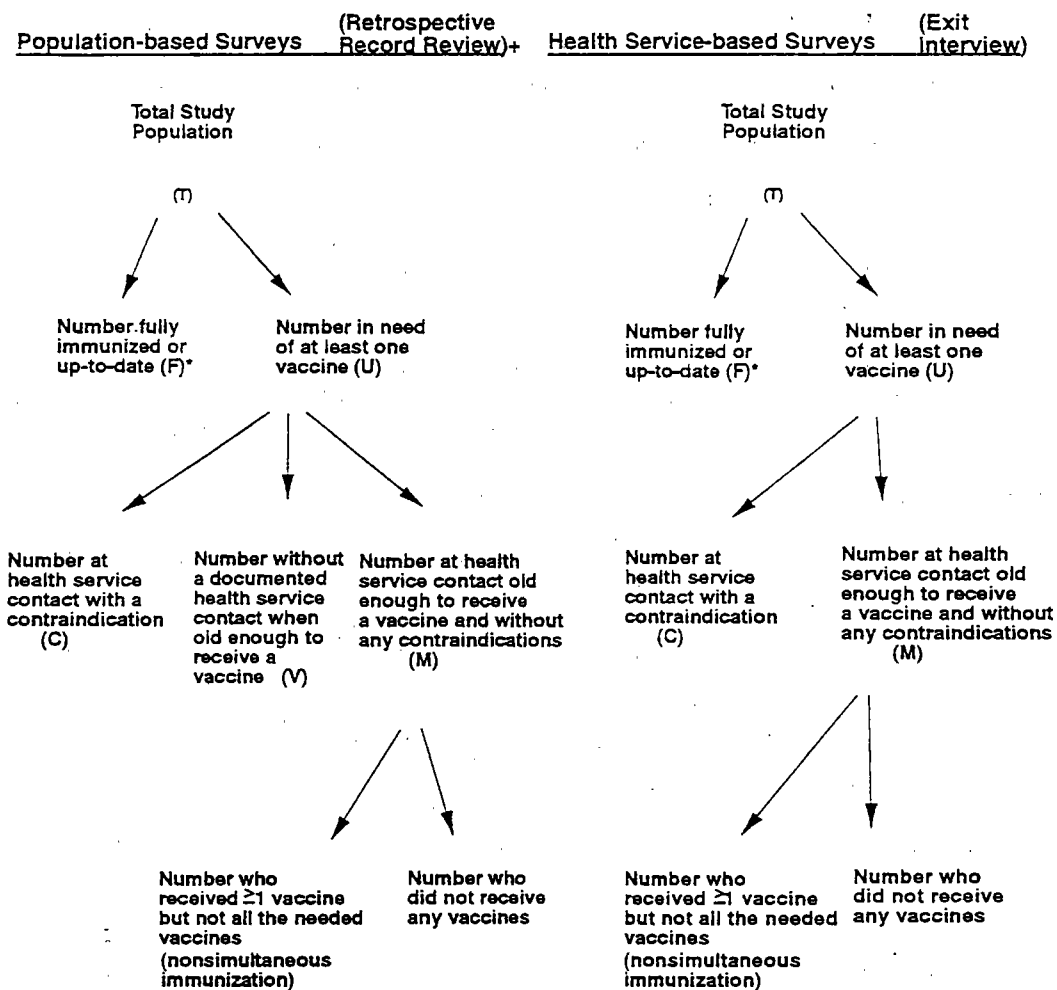 Population-based Surveys (Retrospective Record Review)+
Total Study
Population
(T)
Number fully
immunized or
up-to-date (F)*
Number in need
of at least one
vaccine (U)
Number at
health service
contact with a
contraindication
(C)
Number without
a documented
health service
contact when
old enough to
receive a
vaccine (V)
Number at health
service contact old
enough to receive
a vaccine and without
any contraindications
(M)
Number who
received ≥1 vaccine
but not all the needed
vaccines
(nonsimultaneous
immunization)
Number who
did not receive
any vaccines
Health Service-based Surveys (Exit Interview)
Total Study
Population
(T)
Number fully
immunized or
up-to-date (F)*
Number in need
of at least one
vaccine (U)
Number at
health service
contact with a
contraindication
(C)
Number at health
service contact old
enough to receive
a vaccine and without
any contraindications
(M)
Number who
received ≥1 vaccine
but not all the needed
vaccines
(nonsimultaneous
immunization)
Number who
did not receive
any vaccines